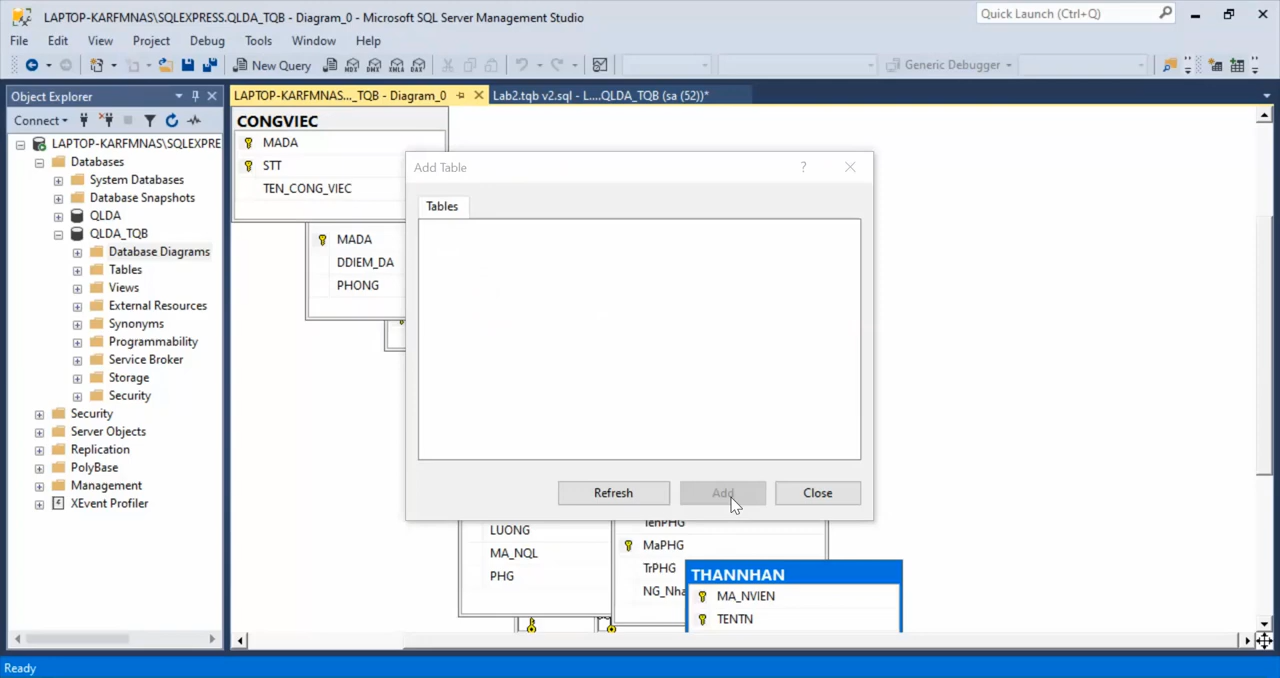 LAPTOP-KARFMNAS\SQLEXPRESS.QLDA_TQB - Diagram_0 - Microsoft SQL Server Management Studio
Quick Launch (Ctrl+Q)
File Edit View Project Debug Tools Window Help
New Query
Generic Debugger
Object Explorer
LAPTOP-KARFMNAS..._TQB - Diagram_0
Lab2.tqb v2.sql - L....QLDA_TQB (sa (52))*
Connect
LAPTOP-KARFMNAS\SQLEXPRE
Databases
System Databases
Database Snapshots
QLDA
QLDA_TQB
Database Diagrams
Tables
Views
External Resources
Synonyms
Programmability
Service Broker
Storage
Security
Security
Server Objects
Replication
PolyBase
Management
XEvent Profiler
CONGVIEC
MADA
STT
TEN_CONG_VIEC
MADA
DDIEM_DA
PHONG
Add Table
?
Tables
Refresh
Add
Close
LUONG
MA_NQL
PHG
TenPHG
MaPHG
TrPHG
NG_Nha
THANNHAN
MA_NVIEN
TENTN
Ready